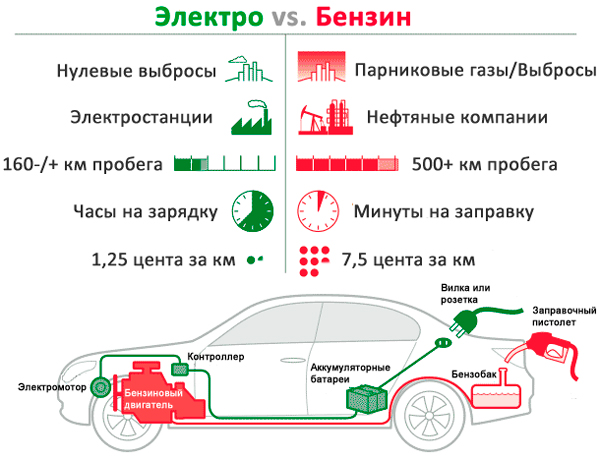 Электро vs. Бензин
Нулевые выбросы
Парниковые газы/Выбросы
Электростанции
Нефтяные компании
160-/+ км пробега
500+ км пробега
Часы на зарядку
Минуты на заправку
1,25 цента за км
7,5 цента за км
Вилка или
розетка
Заправочный
пистолет
Контроллер
Аккумуляторные
батареи
Бензобак
Электромотор
Бензиновый
двигатель